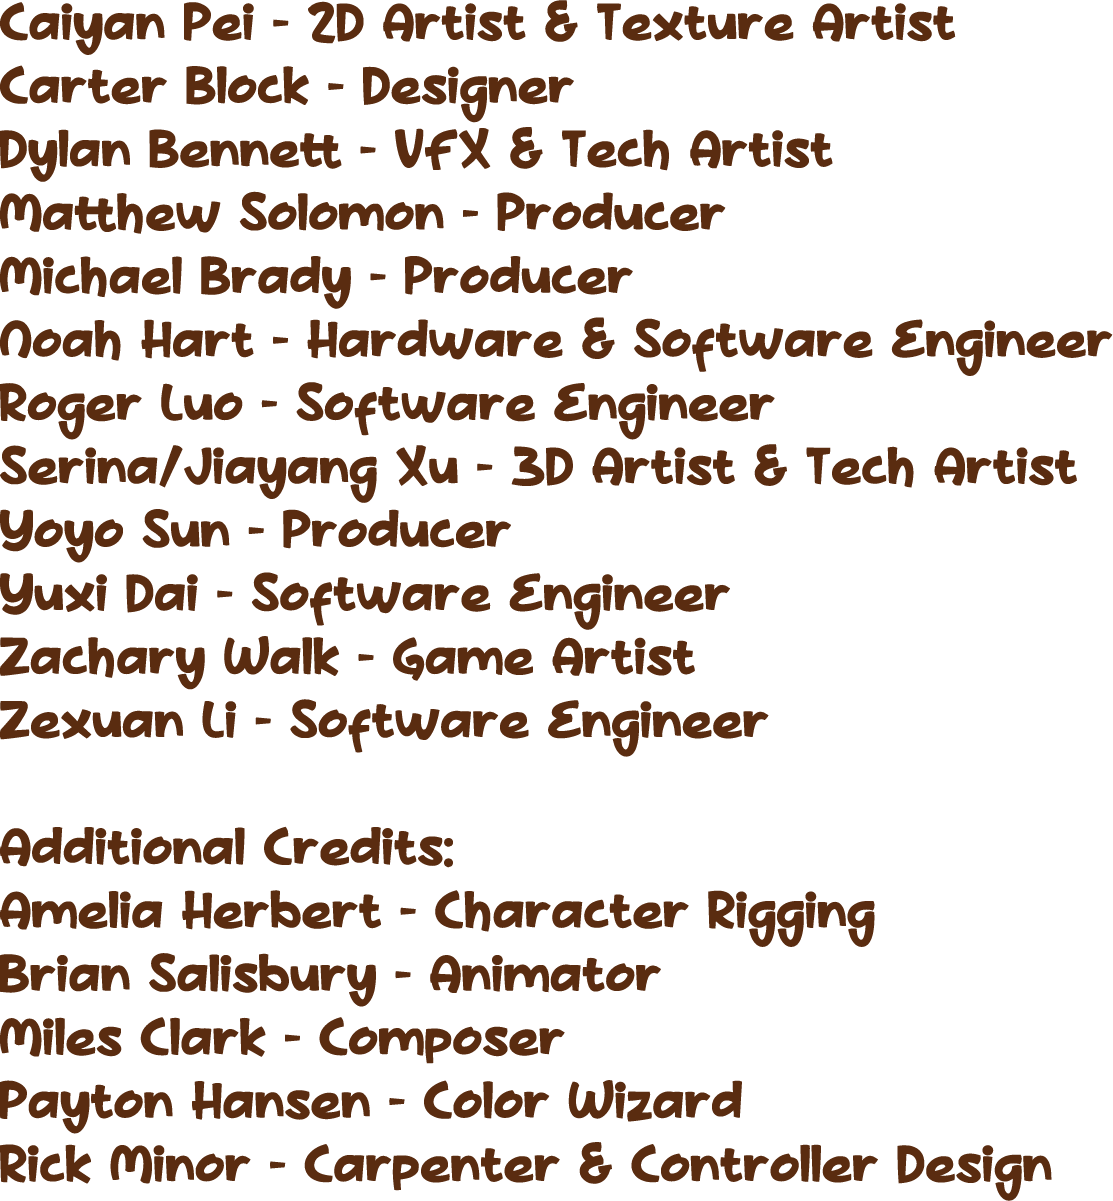 Caiyan Pei - 2D Artist & Texture Artist
Carter Block - Designer
Dylan Bennett - VFX & Tech Artist
Matthew Solomon - Producer
Michael Brady - Producer
Noah Hart - Hardware & Software Engineer
Roger Luo - Software Engineer
Serina/Jiayang Xu - 3D Artist & Tech Artist
Yoyo Sun - Producer
Yuxi Dai - Software Engineer
Zachary Walk - Game Artist
Zexuan Li - Software Engineer
Additional Credits:
Amelia Herbert - Character Rigging
Brian Salisbury - Animator
Miles Clark - Composer
Payton Hansen - Color Wizard
Rick Minor - Carpenter & Controller Design